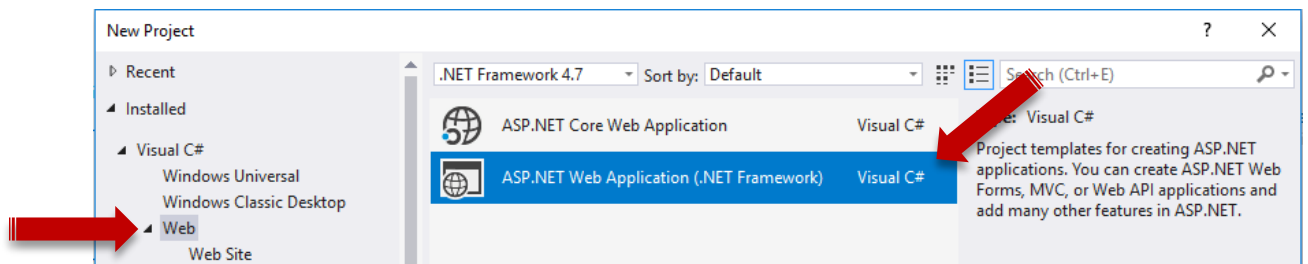 New Project
?
Recent
Installed
Visual C#
Windows Universal
Windows Classic Desktop
Web
Web Site
.NET Framework 4.7
Sort by: Default
ASP.NET Core Web Application Visual C#
ASP.NET Web Application (.NET Framework) Visual C#
(Ctrl+E)
Visual C#
Project templates for creating ASP.NET
applications. You can create ASP.NET Web
Forms, MVC, or Web API applications and
add many other features in ASP.NET.